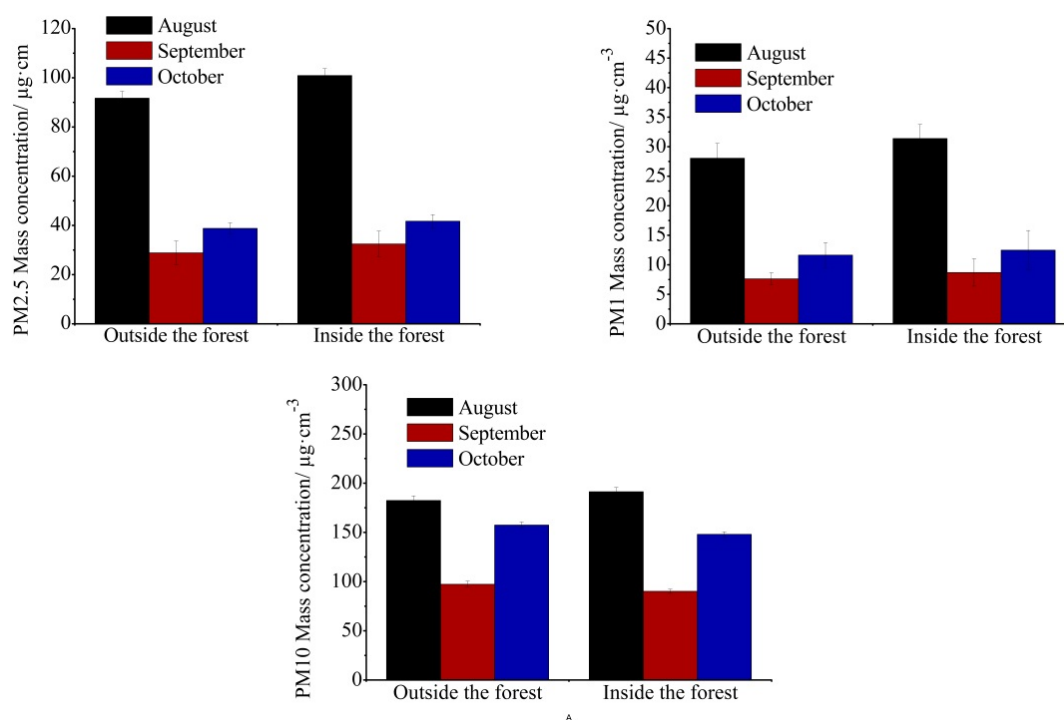 PM2.5 Mass concentration/ µg·cm
120
100
80
60
40
20
0
August
September
October
Outside the forest
Inside the forest
PM1 Mass concentration/ µg·cm-3
50
45
40
35
30
25
20
15
10
5
0
August
September
October
Outside the forest
Inside the forest
PM10 Mass concentration/ µg·cm-3
300
250
200
150
100
50
0
August
September
October
Outside the forest
Inside the forest
A